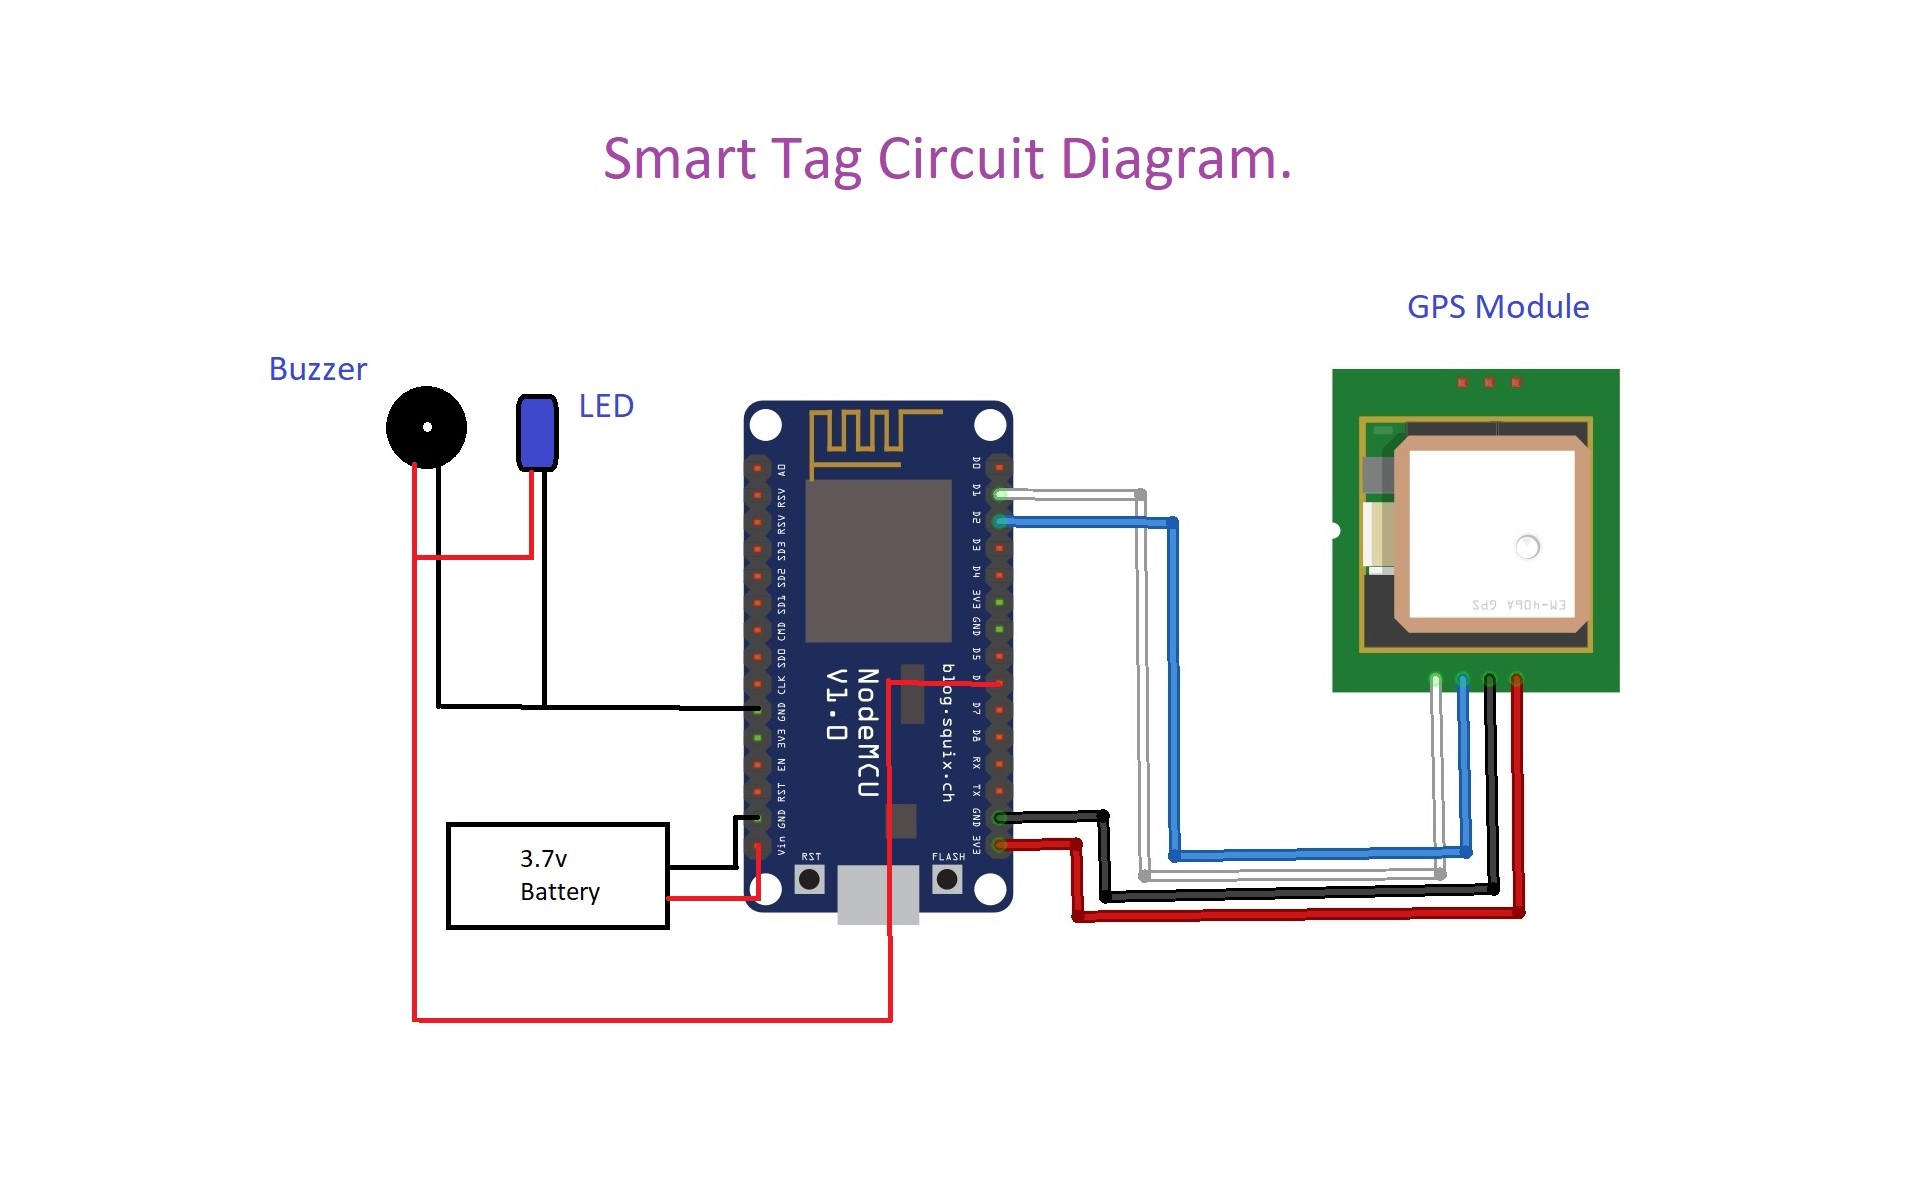 Smart Tag Circuit Diagram.
GPS Module
Buzzer
LED
A0
RSV
RSV
SD3
SD2
SD1
CMD
SD0
CLK
GND
3V3
EN
RST
GND
Vin
D0
D1
D2
D3
D4
3V3
GND
D5
D
D7
D8
RX
TX
GND
3V3
NodeMCU
V1.0
blog.squix.ch
RST
FLASH
EM-406A GPS
3.7v
Battery